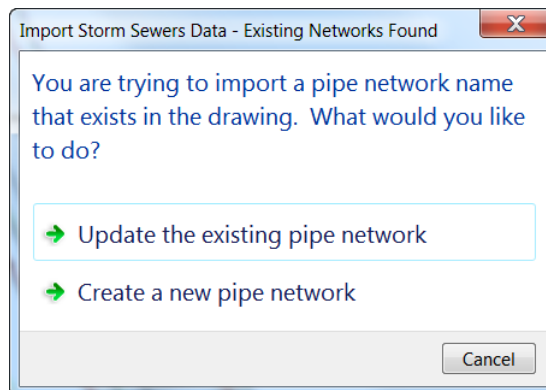 Import Storm Sewers Data - Existing Networks Found
You are trying to import a pipe network name
that exists in the drawing. What would you like
to do?
Update the existing pipe network
Create a new pipe network
Cancel